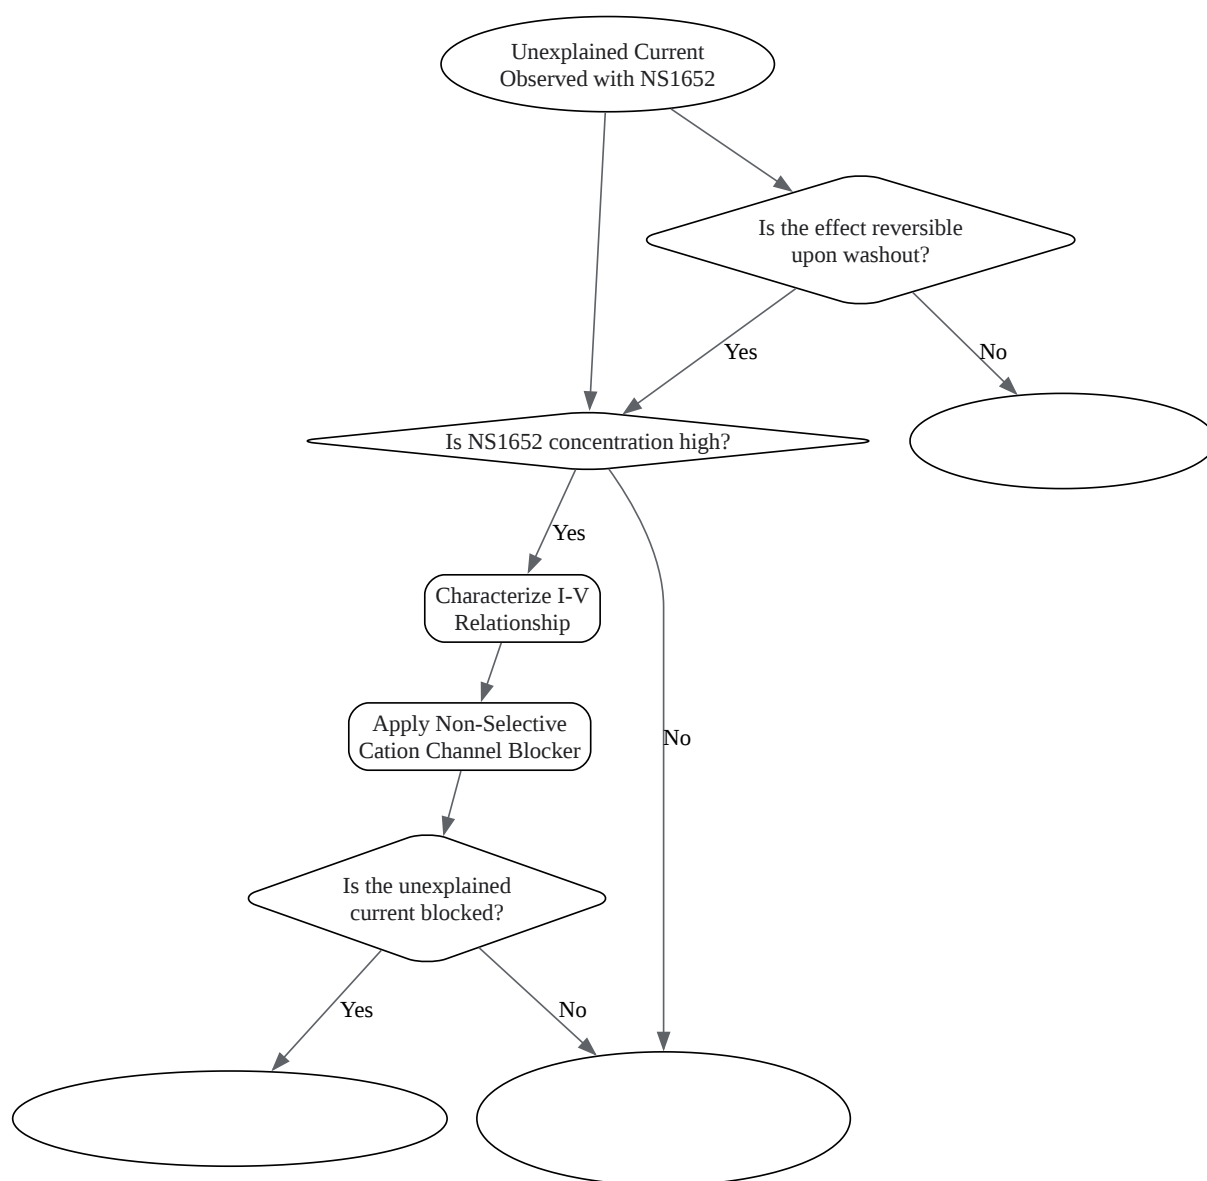 Unexplained Current
Observed with NS1652
Is the effect reversible
upon washout?
Yes
No
Is NS1652 concentration high?
Yes
Characterize I-V
Relationship
Apply Non-Selective
Cation Channel Blocker
No
Is the unexplained
current blocked?
Yes
No